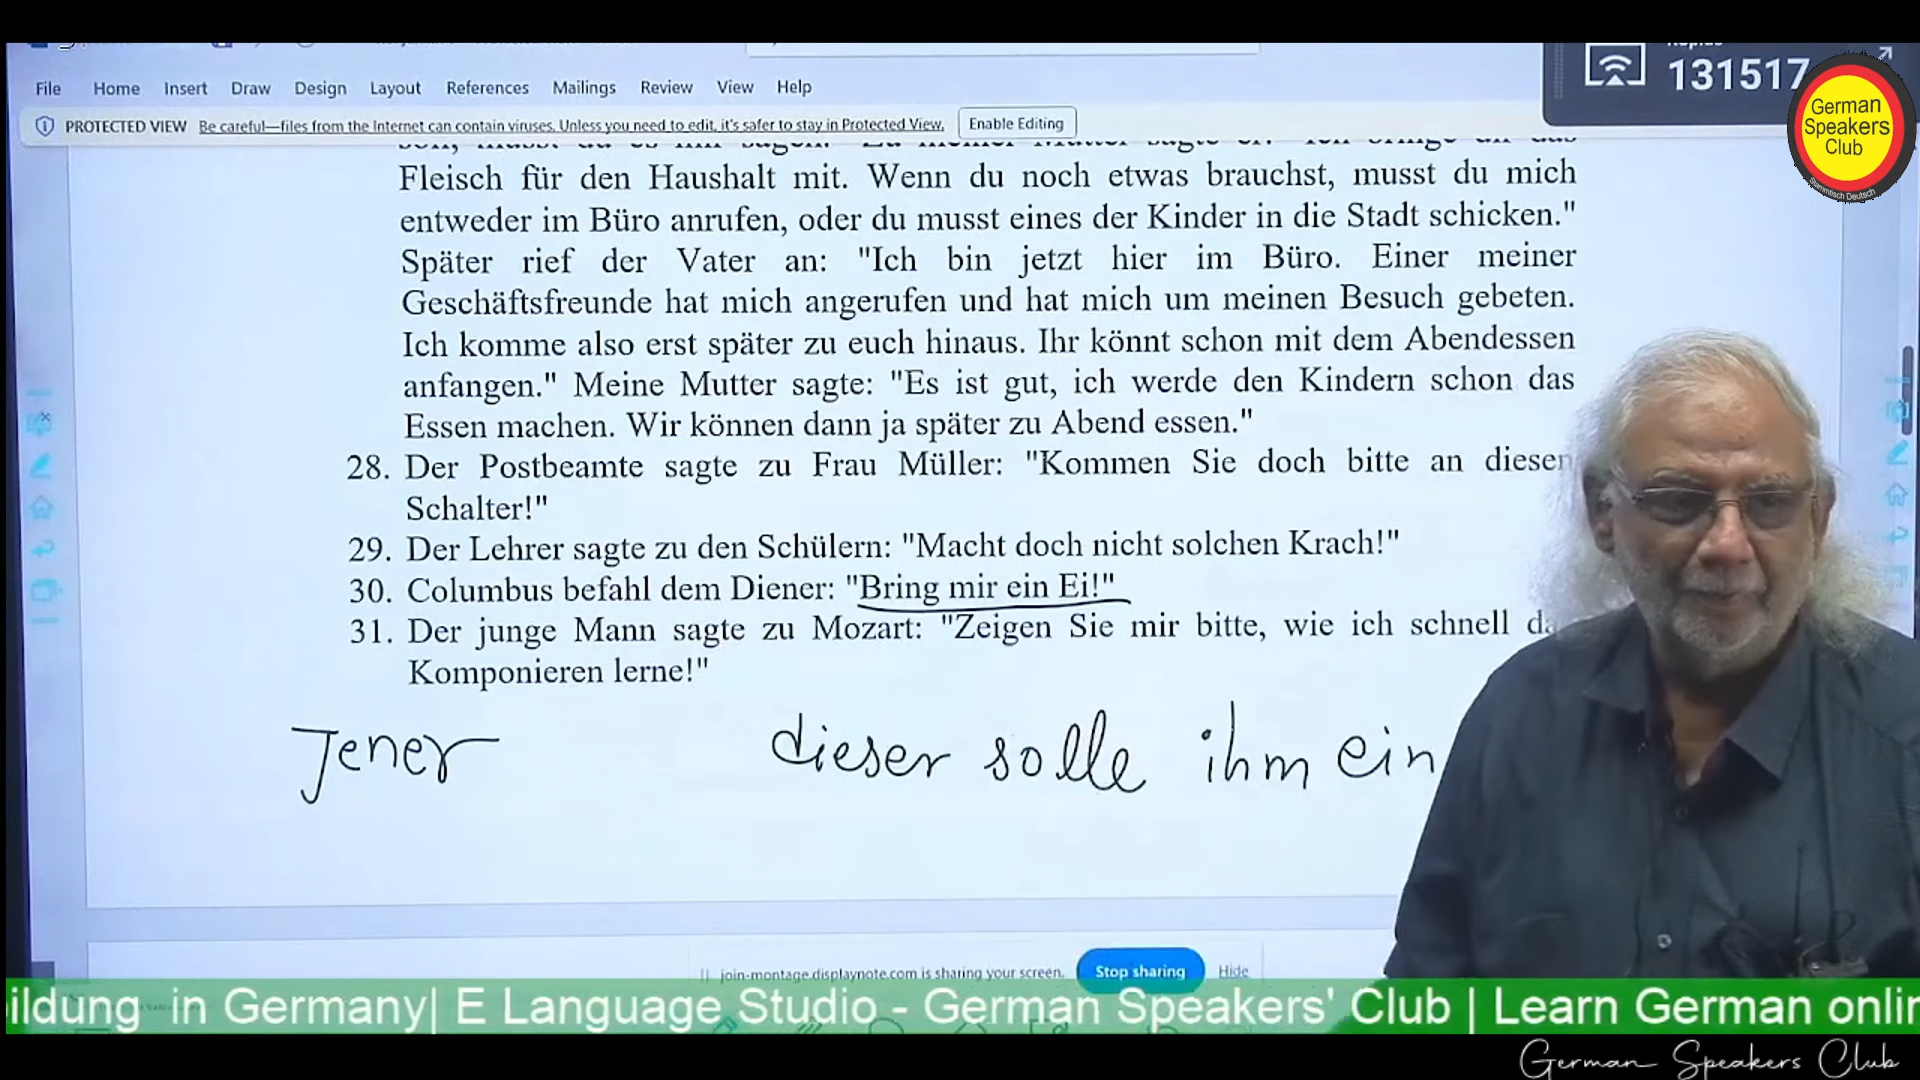 131517
German
Speakers
Club
Stammtisch Deutsch
File Home Insert Draw Design Layout References Mailings Review View Help
PROTECTED VIEW Be careful—files from the Internet can contain viruses. Unless you need to edit, it's safer to stay in Protected View. Enable Editing
Fleisch für den Haushalt mit. Wenn du noch etwas brauchst, musst du mich
entweder im Büro anrufen, oder du musst eines der Kinder in die Stadt schicken."
Später rief der Vater an: "Ich bin jetzt hier im Büro. Einer meiner
Geschäftsfreunde hat mich angerufen und hat mich um meinen Besuch gebeten.
Ich komme also erst später zu euch hinaus. Ihr könnt schon mit dem Abendessen
anfangen." Meine Mutter sagte: "Es ist gut, ich werde den Kindern schon das
Essen machen. Wir können dann ja später zu Abend essen."
28. Der Postbeamte sagte zu Frau Müller: "Kommen Sie doch bitte an diesen
Schalter!"
29. Der Lehrer sagte zu den Schülern: "Macht doch nicht solchen Krach!"
30. Columbus befahl dem Diener: "Bring mir ein Ei!"
31. Der junge Mann sagte zu Mozart: "Zeigen Sie mir bitte, wie ich schnell
Komponieren lerne!"
Jener dieser solle ihm ein
join-montage.displaynote.com is sharing your screen. Stop sharing Hide
ildung in Germany| E Language Studio - German Speakers' Club | Learn German onlin
German Speakers Club